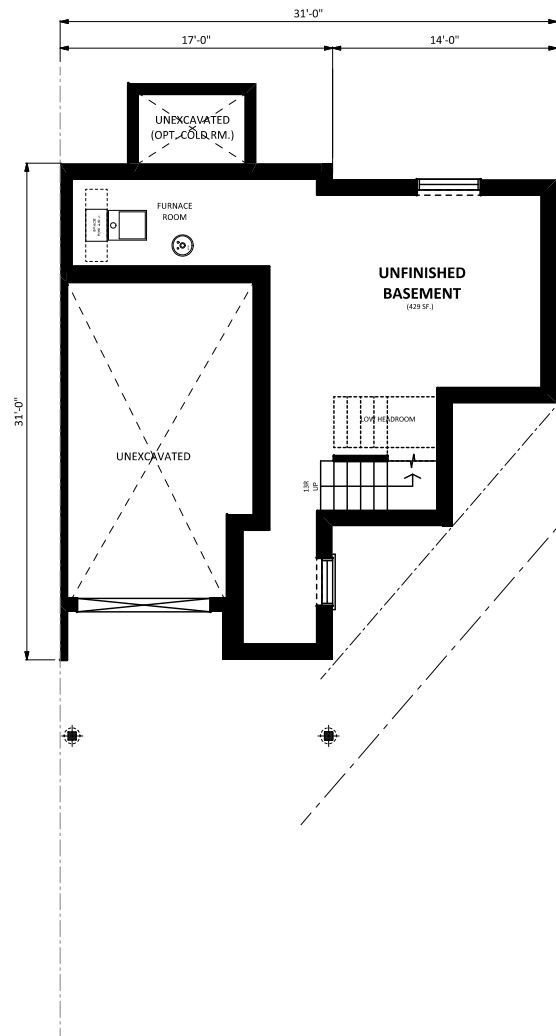 31'-0"
17'-0"
14'-0"
UNEXCAVATED
(OPT. COLD RM.)
FURNACE
ROOM
UNFINISHED
BASEMENT
(429 SF.)
31'-0"
LOW HEADROOM
UNEXCAVATED
13R
UP